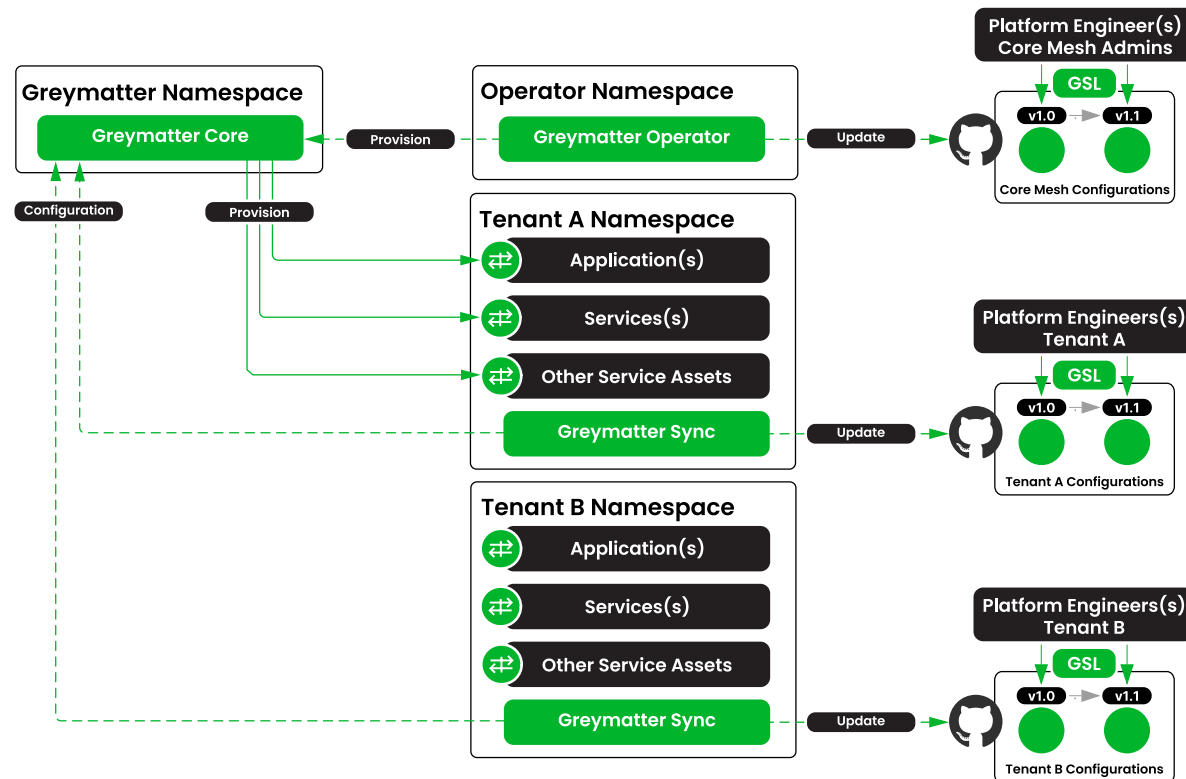 Platform Engineer(s)
Core Mesh Admins
GSL
v1.0
v1.1
Core Mesh Configurations
Greymatter Namespace
Greymatter Core
Provision
Operator Namespace
Greymatter Operator
Update
Configuration
Provision
Tenant A Namespace
Application(s)
Services(s)
Other Service Assets
Greymatter Sync
Update
Platform Engineers(s)
Tenant A
GSL
v1.0
v1.1
Tenant A Configurations
Tenant B Namespace
Application(s)
Services(s)
Other Service Assets
Greymatter Sync
Update
Platform Engineers(s)
Tenant B
GSL
v1.0
v1.1
Tenant B Configurations